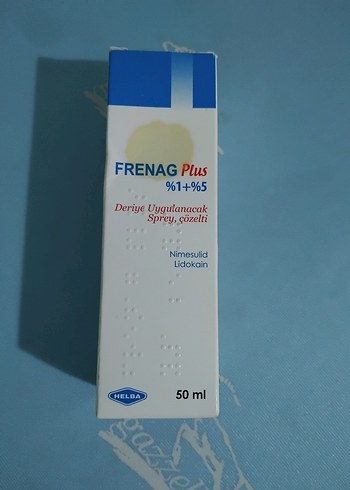 FRENAG Plus
%1+%5
Deriye Uygulanacak
Sprey, çözelti
Nimesulid
Lidokain
HELBA
50 ml